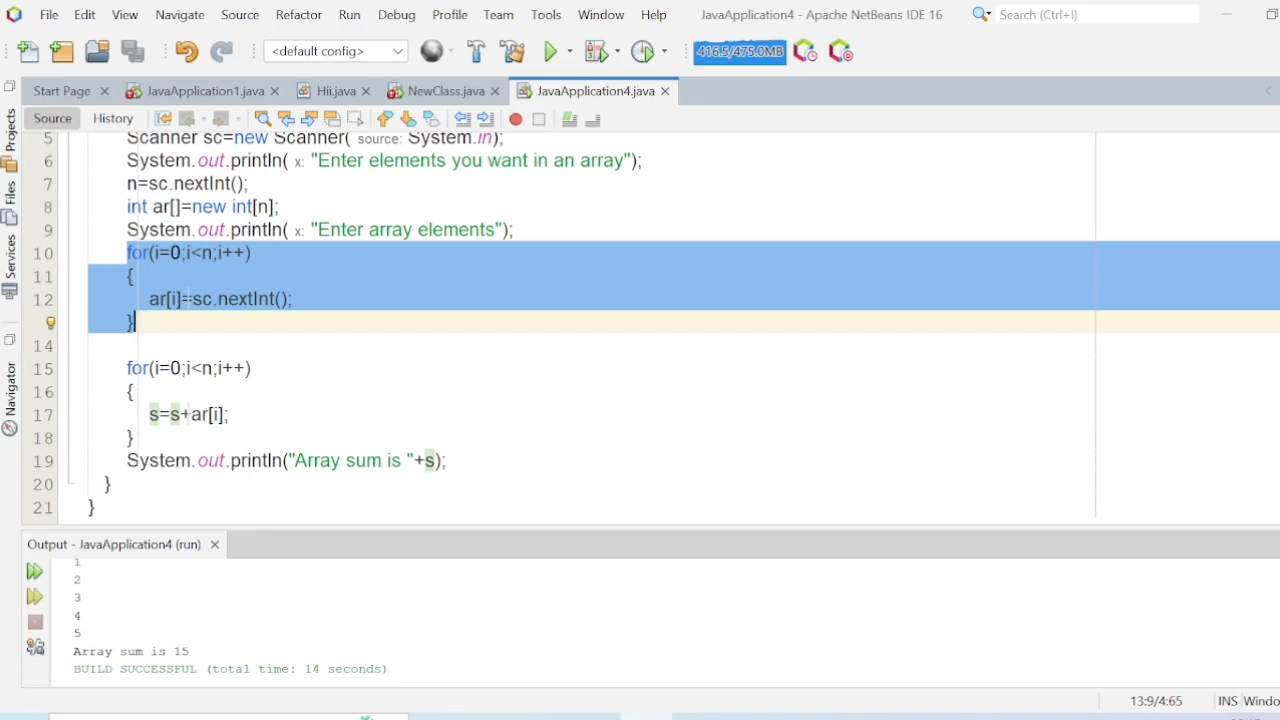 File Edit View Navigate Source Refactor Run Debug Profile Team Tools Window Help JavaApplication4 - Apache NetBeans IDE 16 Search (Ctrl+I)
<default config> 416.5/475.0MB
Start Page JavaApplication1.java Hii.java NewClass.java JavaApplication4.java
Source History
Projects
Files
Services
Navigator
5 Scanner sc=new Scanner( source: System.in);
6 System.out.println( x: "Enter elements you want in an array");
7 n=sc.nextInt();
8 int ar[]=new int[n];
9 System.out.println( x: "Enter array elements");
10 for(i=0;i<n;i++)
11 {
12 ar[i]=sc.nextInt();
}
14
15 for(i=0;i<n;i++)
16 {
17 s=s+ar[i];
18 }
19 System.out.println("Array sum is "+s);
20 }
21 }
Output - JavaApplication4 (run)
1
2
3
4
5
Array sum is 15
BUILD SUCCESSFUL (total time: 14 seconds)
13:9/4:65 INS